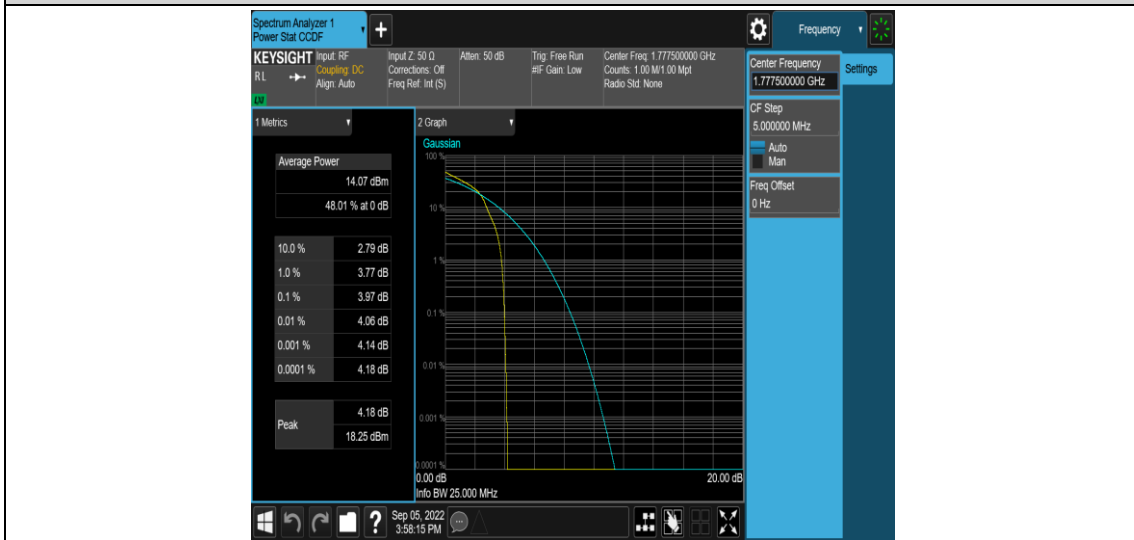 Spectrum Analyzer 1
Power Stat CCDF
+
Frequency
KEYSIGHT
RL
LNI
Input: RF
Coupling: DC
Align: Auto
Input Z: 50 Ω
Corrections: Off
Freq Ref: Int (S)
Atten: 50 dB
Trig: Free Run
#IF Gain: Low
Center Freq: 1.777500000 GHz
Counts: 1.00 M/1.00 Mpt
Radio Std: None
Center Frequency
1.777500000 GHz
Settings
CF Step
5.000000 MHz
Auto
Man
Freq Offset
0 Hz
1 Metrics
Average Power
14.07 dBm
48.01 % at 0 dB
10.0 % 2.79 dB
1.0 % 3.77 dB
0.1 % 3.97 dB
0.01 % 4.06 dB
0.001 % 4.14 dB
0.0001 % 4.18 dB
Peak
4.18 dB
18.25 dBm
2 Graph
Gaussian
100 %
10 %
1 %
0.1 %
0.01 %
0.001 %
0.0001 %
0.00 dB
20.00 dB
Info BW 25.000 MHz
?
Sep 05, 2022
3:58:15 PM